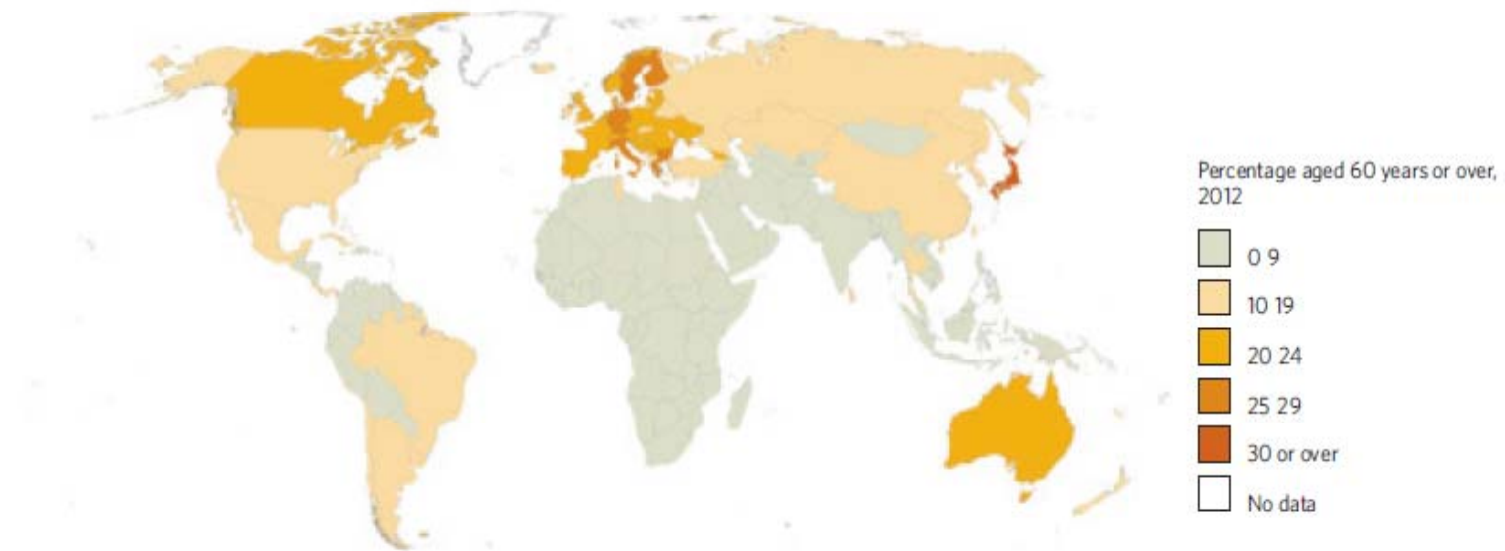 Percentage aged 60 years or over,
2012
0 9
10 19
20 24
25 29
30 or over
No data